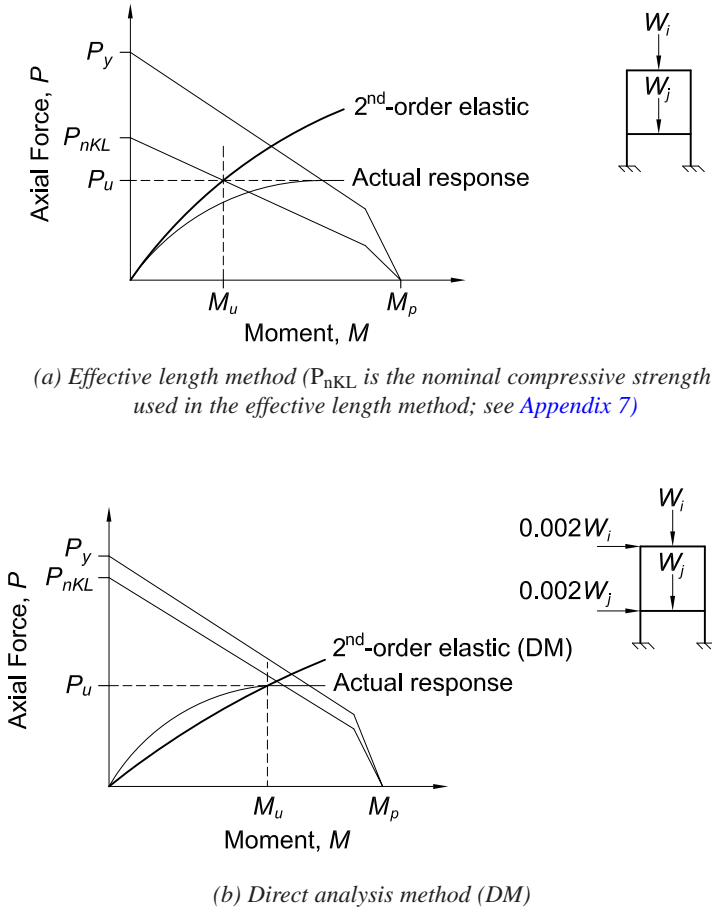 W_i
P_y
W_j
2nd-order elastic
P_nKL
P_u
Actual response
Axial Force, P
M_u
M_p
Moment, M
(a) Effective length method (P_nKL is the nominal compressive strength
used in the effective length method; see Appendix 7)
W_i
0.002W_i
P_y
W_j
P_nKL
0.002W_j
2nd-order elastic (DM)
P_u
Actual response
Axial Force, P
M_u
M_p
Moment, M
(b) Direct analysis method (DM)